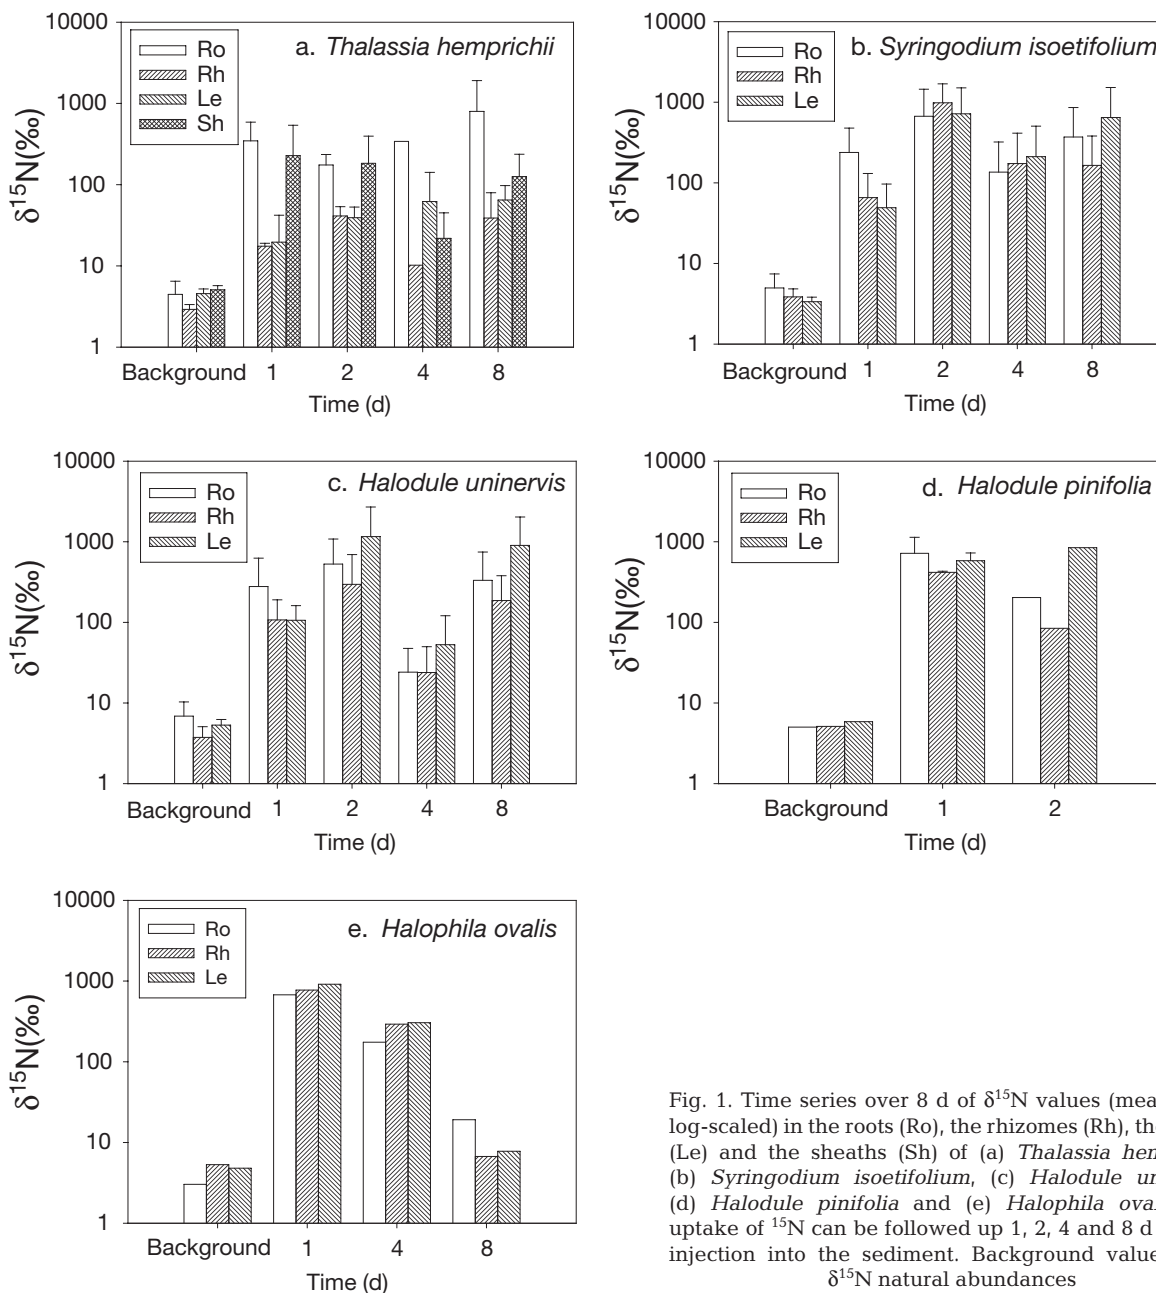 a. Thalassia hemprichii
Ro
Rh
Le
Sh
10000
1000
100
10
1
δ15N(‰)
Background 1 2 4 8
Time (d)
b. Syringodium isoetifolium
Ro
Rh
Le
10000
1000
100
10
1
δ15N(‰)
Background 1 2 4 8
Time (d)
c. Halodule uninervis
Ro
Rh
Le
10000
1000
100
10
1
δ15N(‰)
Background 1 2 4 8
Time (d)
d. Halodule pinifolia
Ro
Rh
Le
10000
1000
100
10
1
δ15N(‰)
Background 1 2
Time (d)
e. Halophila ovalis
Ro
Rh
Le
10000
1000
100
10
1
δ15N(‰)
Background 1 4 8
Time (d)
Fig. 1. Time series over 8 d of δ15N values (mea
log-scaled) in the roots (Ro), the rhizomes (Rh), th
(Le) and the sheaths (Sh) of (a) Thalassia hem
(b) Syringodium isoetifolium, (c) Halodule un
(d) Halodule pinifolia and (e) Halophila ova
uptake of 15N can be followed up 1, 2, 4 and 8 d
injection into the sediment. Background value
δ15N natural abundances